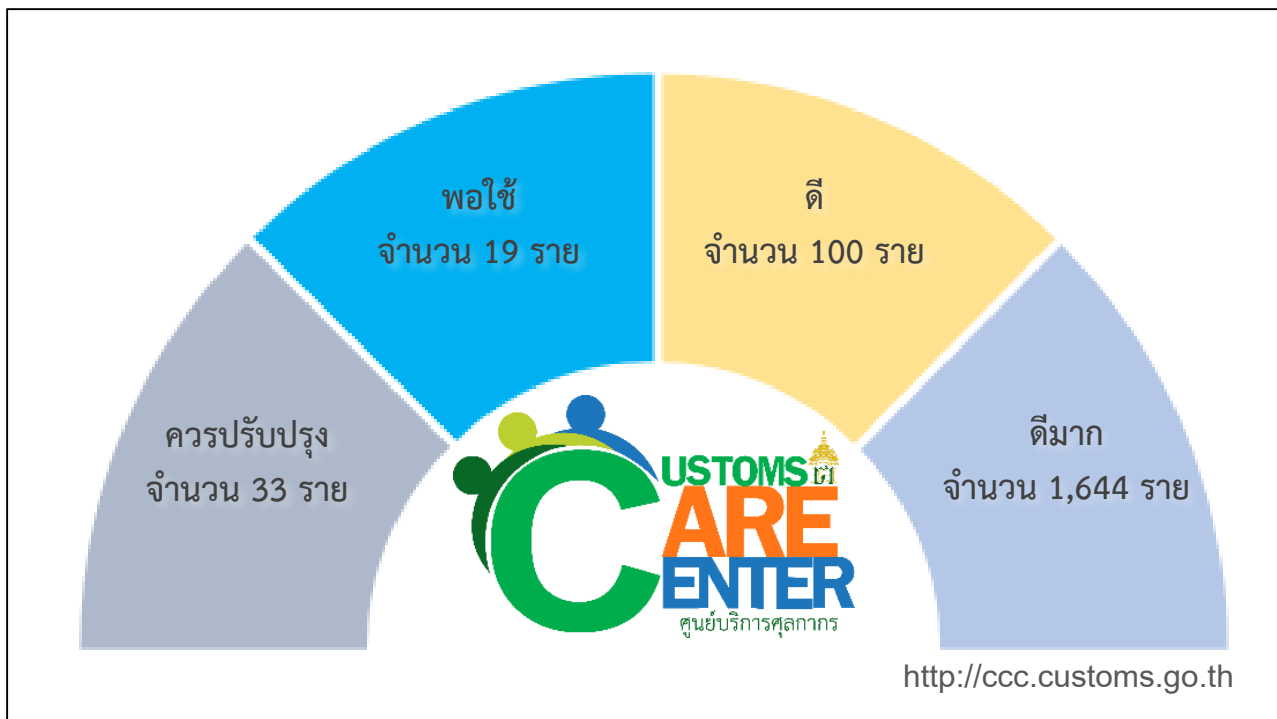 พอใช้
จำนวน 19 ราย
ดี
จำนวน 100 ราย
ควรปรับปรุง
จำนวน 33 ราย
ดีมาก
จำนวน 1,644 ราย
CUSTOMS
CARE
CENTER
ศูนย์บริการศุลกากร
http://ccc.customs.go.th